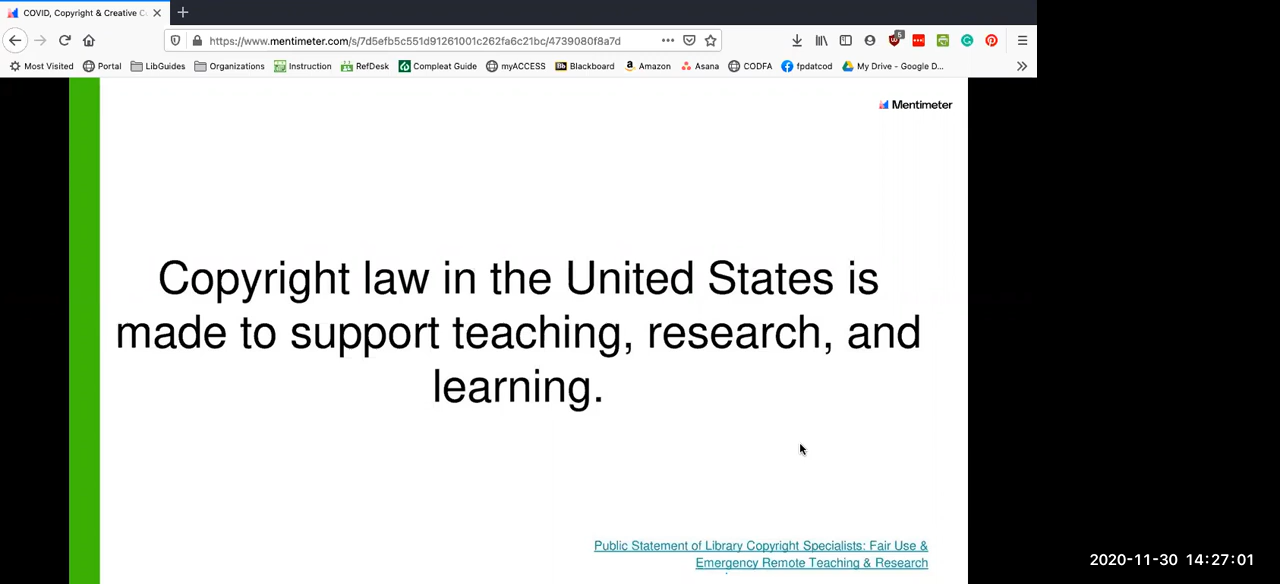 COVID, Copyright & Creative C
https://www.mentimeter.com/s/7d5efb5c551d91261001c262fa6c21bc/4739080f8a7d
5
Most Visited Portal LibGuides Organizations Instruction RefDesk Compleat Guide myACCESS Bb Blackboard Amazon Asana CODFA fpdatcod My Drive - Google D...
Mentimeter
Copyright law in the United States is
made to support teaching, research, and
learning.
Public Statement of Library Copyright Specialists: Fair Use &
Emergency Remote Teaching & Research
2020-11-30 14:27:01